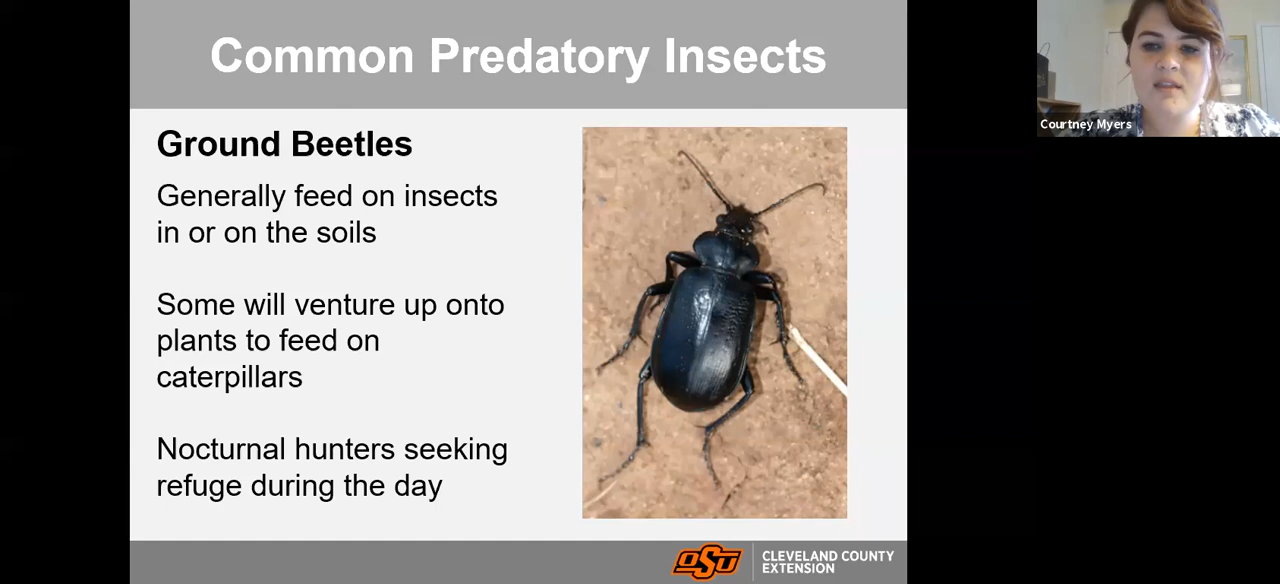 Common Predatory Insects
Courtney Myers
Ground Beetles
Generally feed on insects
in or on the soils
Some will venture up onto
plants to feed on
caterpillars
Nocturnal hunters seeking
refuge during the day
OSU
CLEVELAND COUNTY
EXTENSION